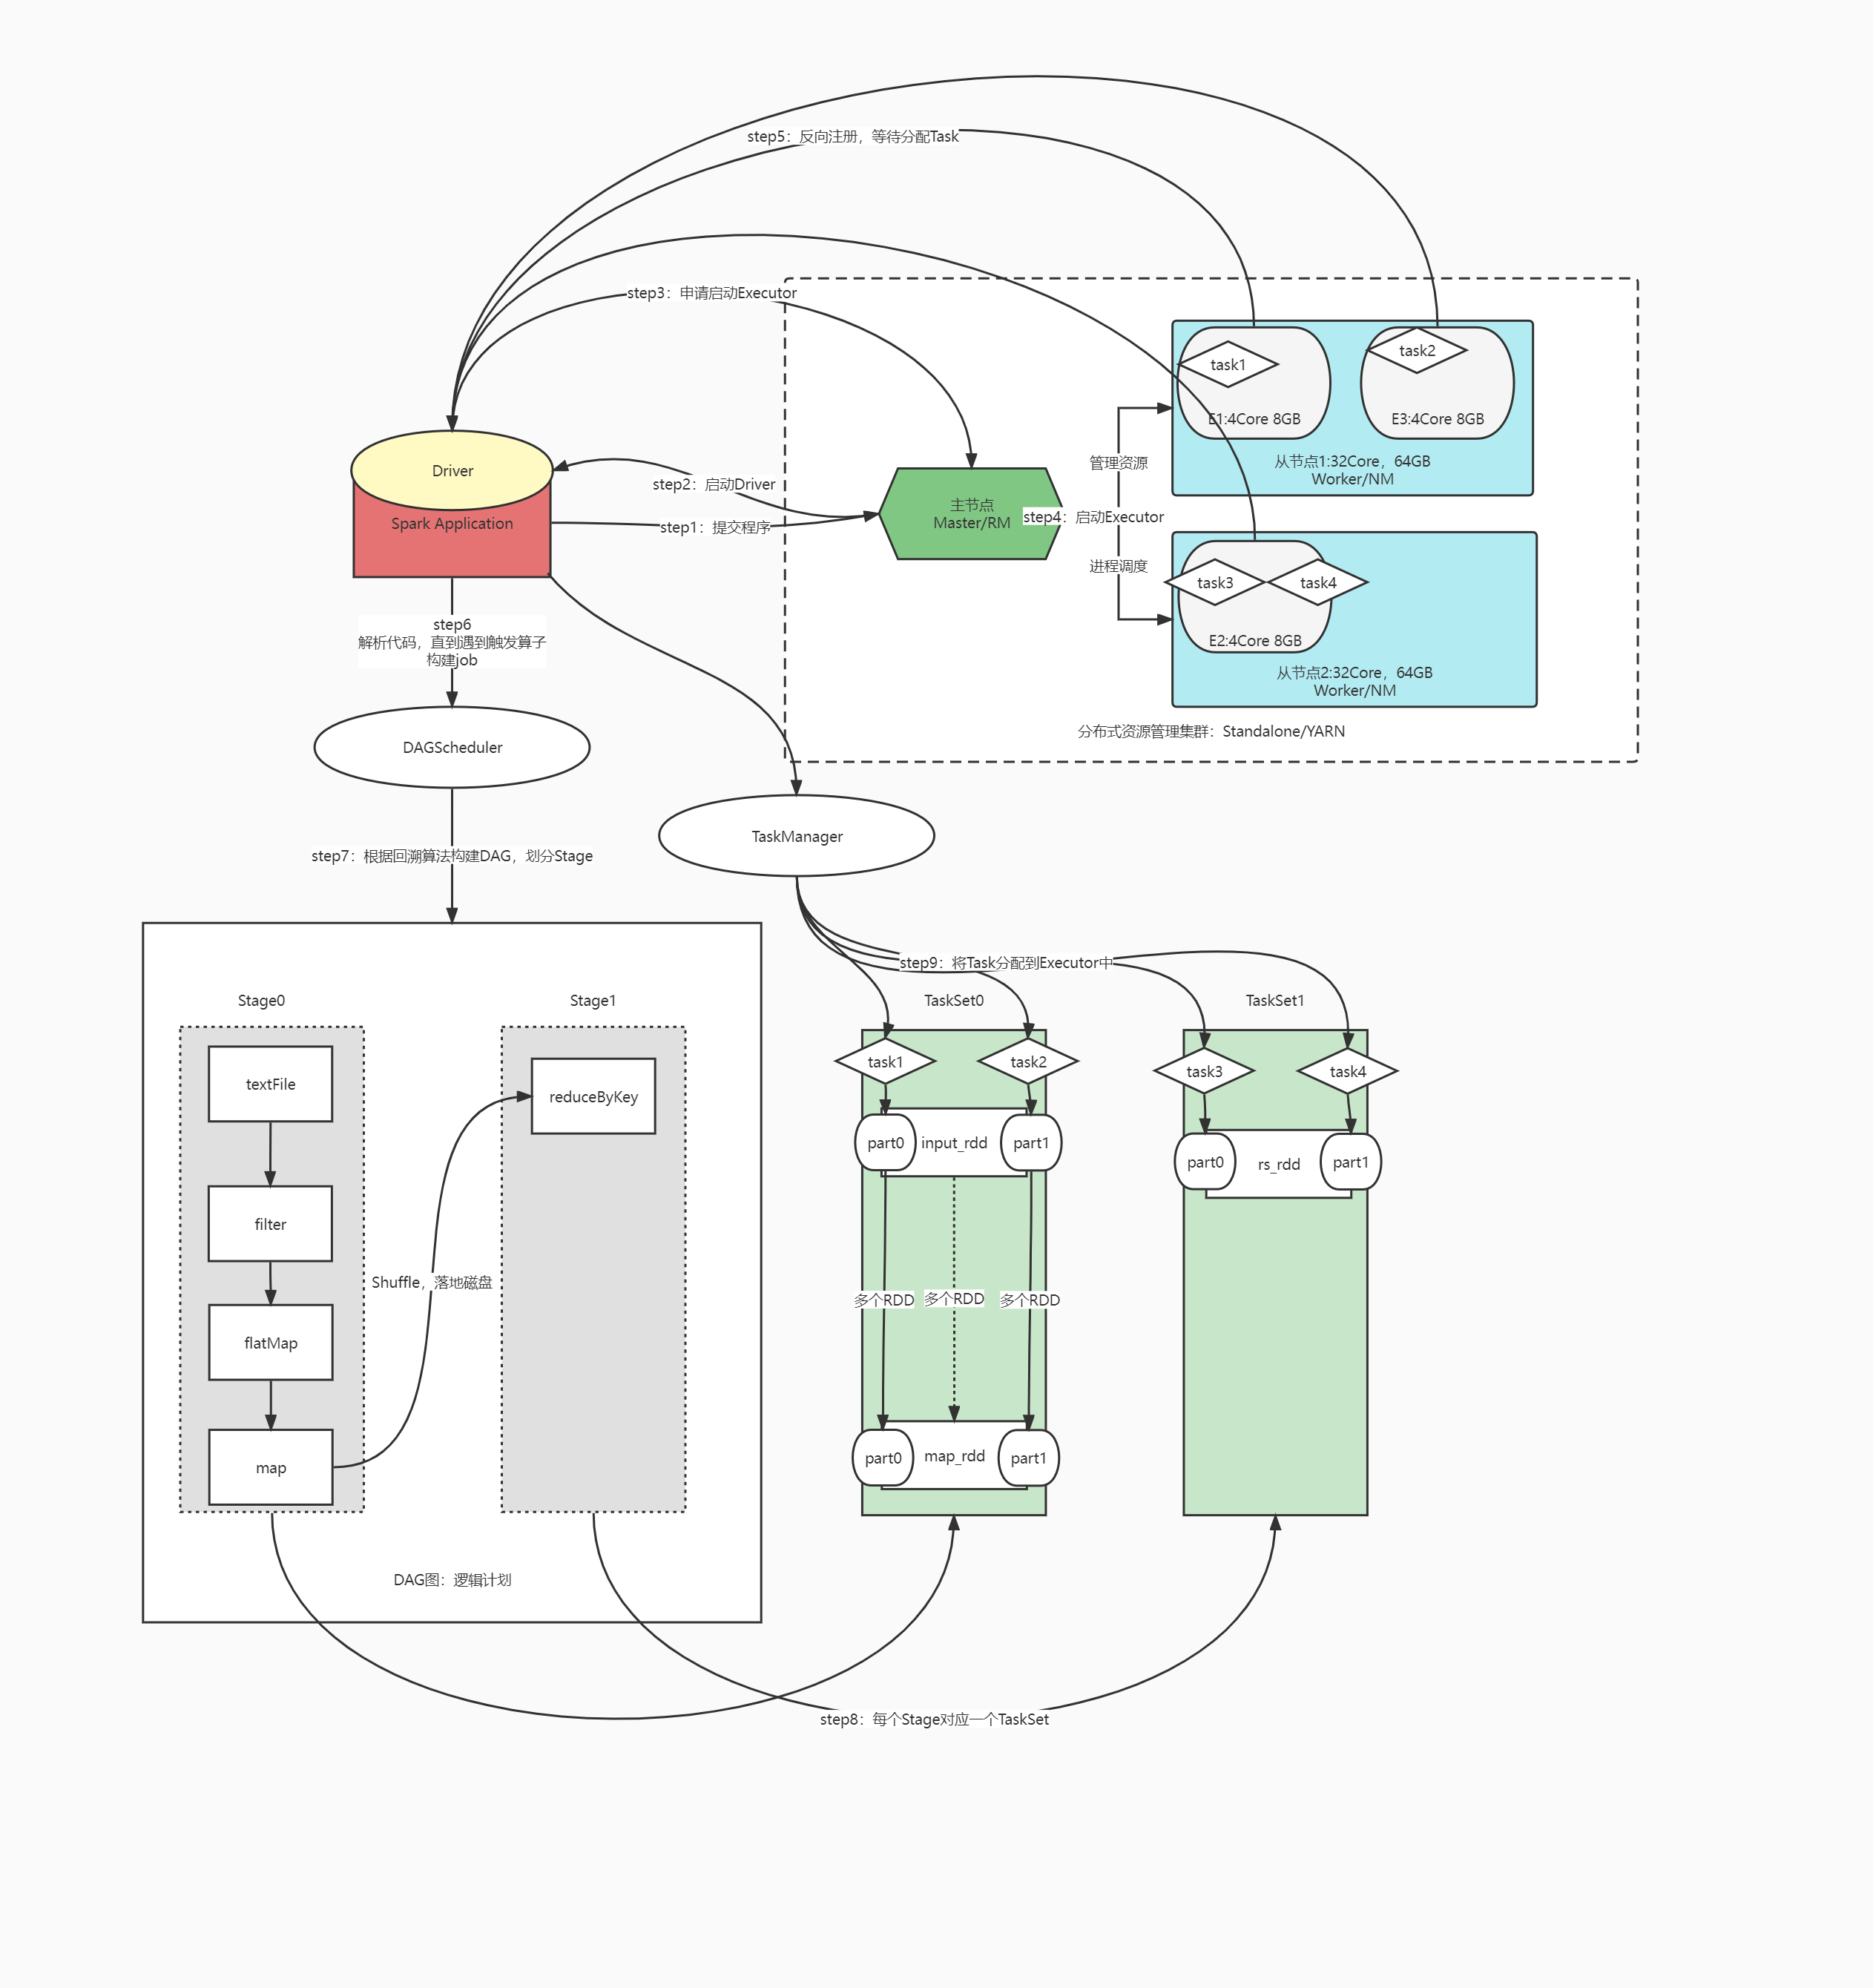 step5：反向注册，等待分配Task
step3：申请启动Executor
task1
task2
E1:4Core 8GB
E3:4Core 8GB
从节点1:32Core，64GB
Worker/NM
管理资源
Driver
step2：启动Driver
主节点
Master/RM
Spark Application
step1：提交程序
step4：启动Executor
进程调度
task3
task4
E2:4Core 8GB
从节点2:32Core，64GB
Worker/NM
分布式资源管理集群：Standalone/YARN
step6
解析代码，直到遇到触发算子
构建job
DAGScheduler
TaskManager
step7：根据回溯算法构建DAG，划分Stage
step9：将Task分配到Executor中
Stage0
Stage1
TaskSet0
TaskSet1
textFile
reduceByKey
task1
task2
task3
task4
part0
input_rdd
part1
part0
rs_rdd
part1
filter
Shuffle，落地磁盘
多个RDD
多个RDD
多个RDD
flatMap
map
part0
map_rdd
part1
DAG图：逻辑计划
step8：每个Stage对应一个TaskSet